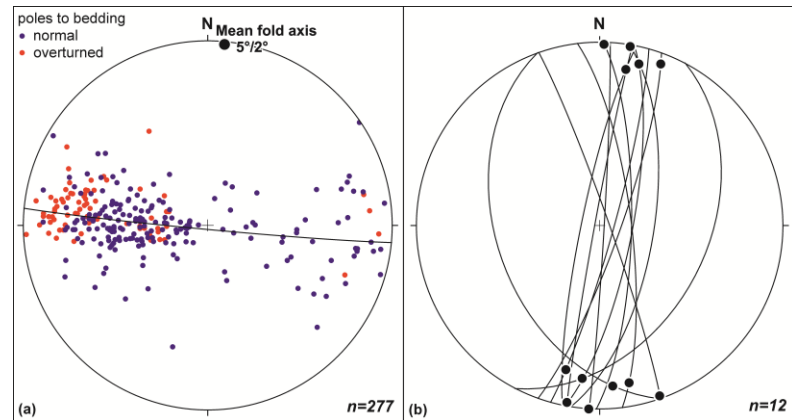 poles to bedding
normal
overturned
N
Mean fold axis
5°/2°
(a)
n=277
N
(b)
n=12